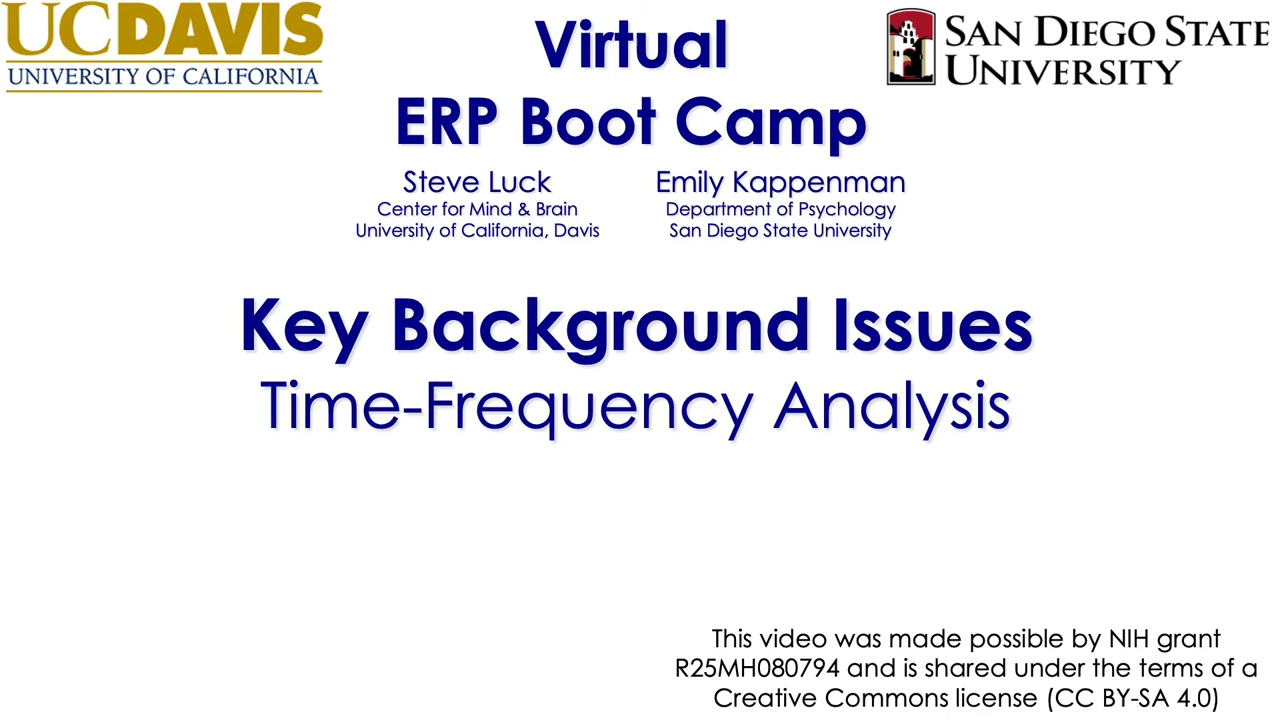 UCDAVIS
UNIVERSITY OF CALIFORNIA
SAN DIEGO STATE
UNIVERSITY
Virtual
ERP Boot Camp
Steve Luck
Center for Mind & Brain
University of California, Davis
Emily Kappenman
Department of Psychology
San Diego State University
Key Background Issues
Time-Frequency Analysis
This video was made possible by NIH grant
R25MH080794 and is shared under the terms of a
Creative Commons license (CC BY-SA 4.0)